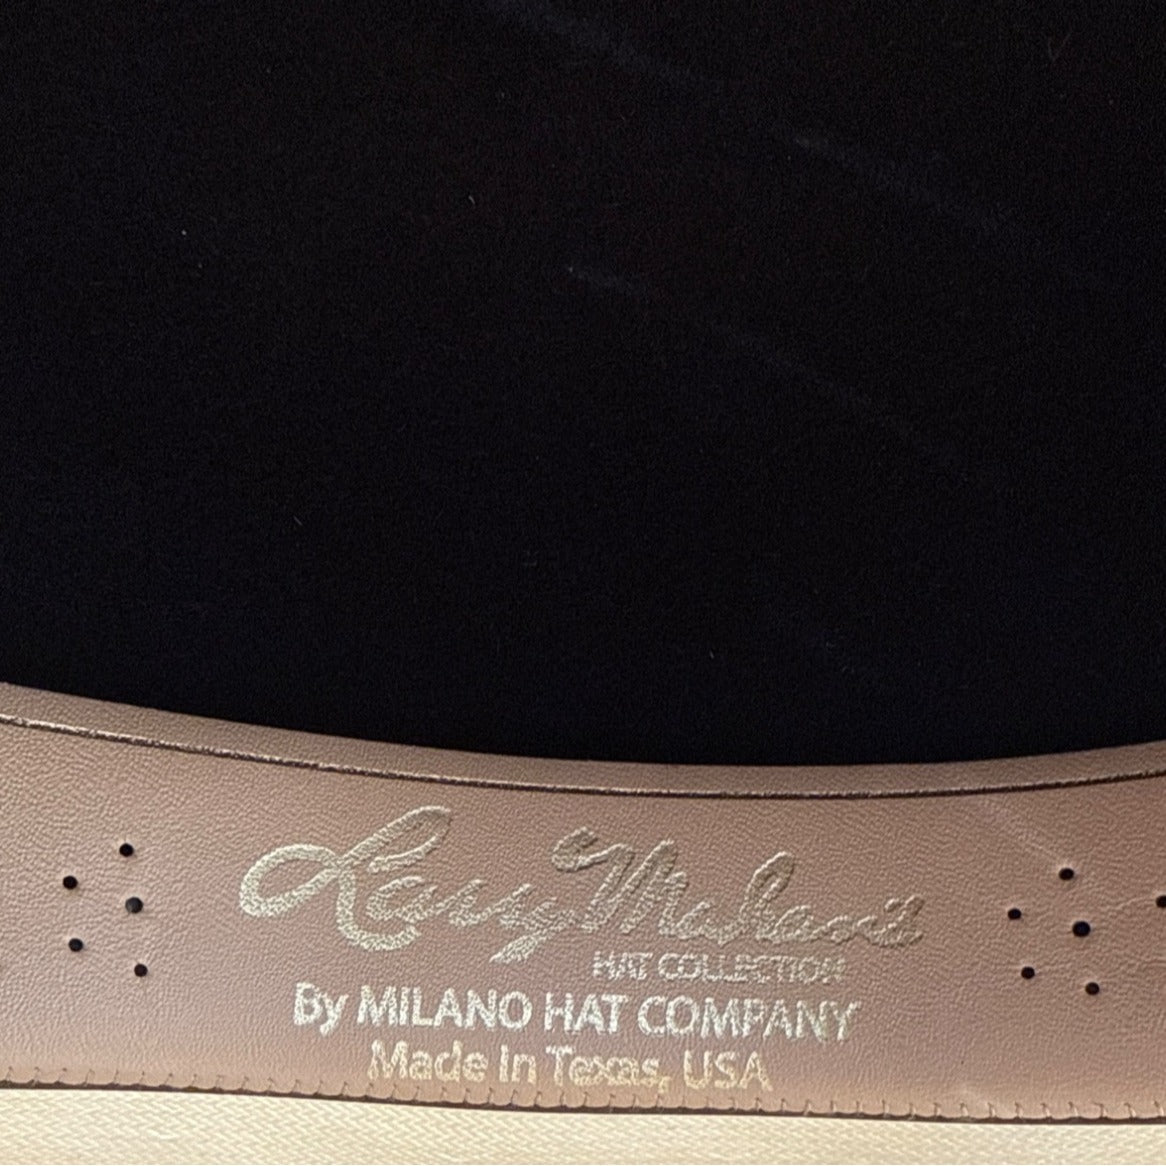 Larry Mahan's
HAT COLLECTION
By MILANO HAT COMPANY
Made In Texas, USA